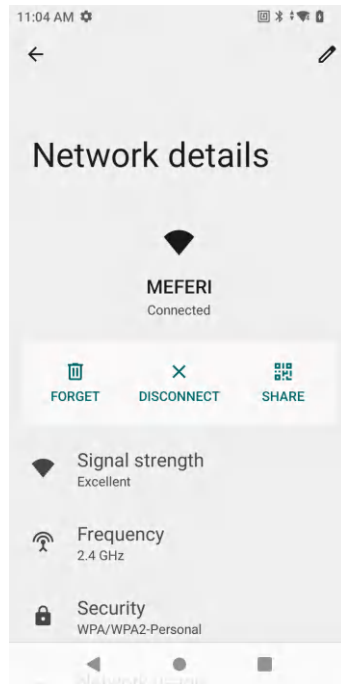 11:04 AM
Network details
MEFERI
Connected
FORGET DISCONNECT SHARE
Signal strength
Excellent
Frequency
2.4 GHz
Security
WPA/WPA2-Personal